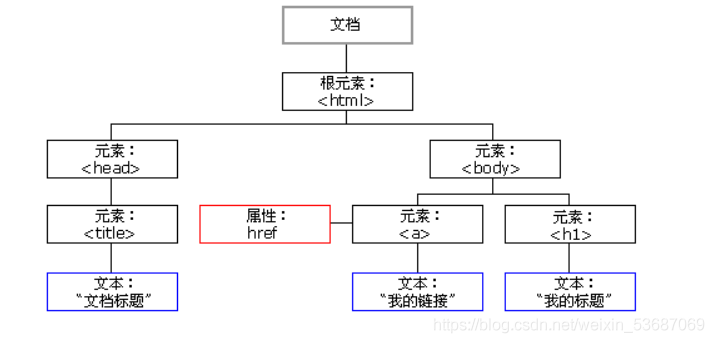 文档
根元素：
<html>
元素：
<head>
元素：
<body>
元素：
<title>
属性：
href
元素：
<a>
元素：
<h1>
文本：
“文档标题”
文本：
“我的链接”
文本：
“我的标题”
https://blog.csdn.net/weixin_53687069